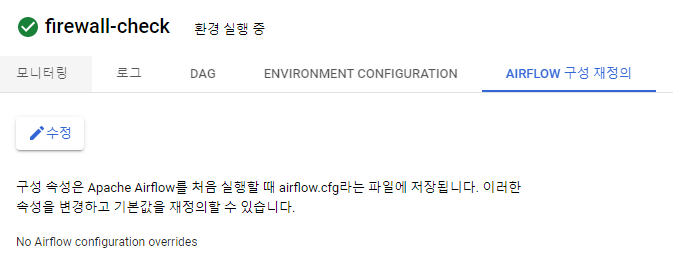 firewall-check 환경 실행 중
모니터링 로그 DAG ENVIRONMENT CONFIGURATION AIRFLOW 구성 재정의
수정
구성 속성은 Apache Airflow를 처음 실행할 때 airflow.cfg라는 파일에 저장됩니다. 이러한
속성을 변경하고 기본값을 재정의할 수 있습니다.
No Airflow configuration overrides